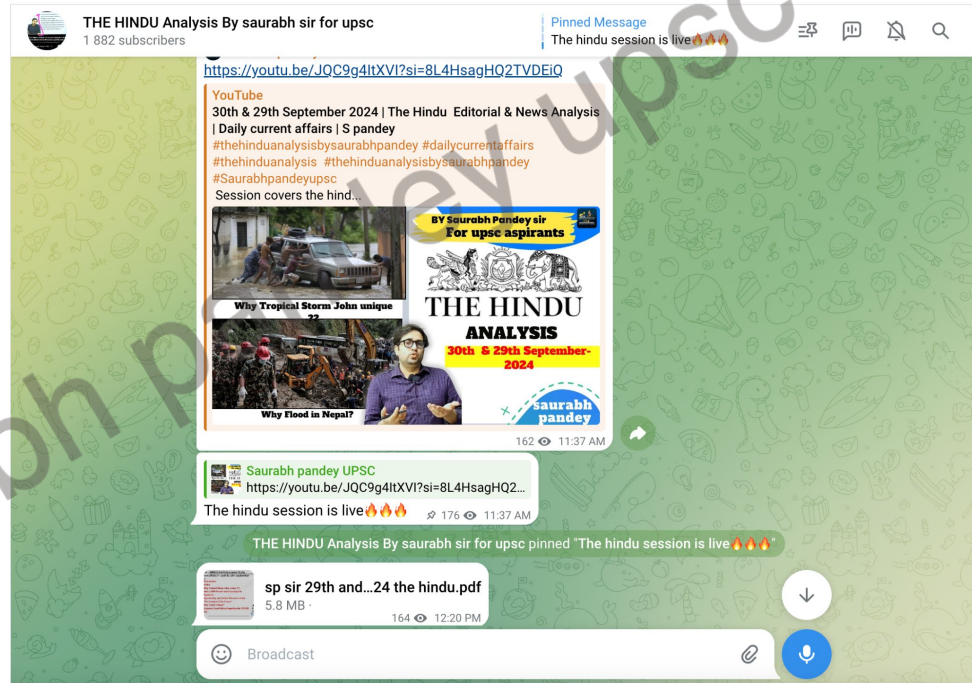 THE HINDU Analysis By saurabh sir for upsc
1 882 subscribers
Pinned Message
The hindu session is live🔥🔥🔥
https://youtu.be/JQC9g4ItXVI?si=8L4HsagHQ2TVDEiQ
YouTube
30th & 29th September 2024 | The Hindu Editorial & News Analysis
| Daily current affairs | S pandey
#thehinduanalysisbysaurabhpandey #dailycurrentaffairs
#thehinduanalysis #thehinduanalysisbysaurabhpandey
#Saurabhpandeyupsc
Session covers the hind...
BY Saurabh Pandey sir
For upsc aspirants
Why Tropical Storm John unique
??
THE HINDU
ANALYSIS
30th & 29th September-
2024
Why Flood in Nepal?
saurabh
pandey
162 11:37 AM
Saurabh pandey UPSC
https://youtu.be/JQC9g4ItXVI?si=8L4HsagHQ2...
The hindu session is live🔥🔥🔥 176 11:37 AM
THE HINDU Analysis By saurabh sir for upsc pinned "The hindu session is live🔥🔥🔥"
sp sir 29th and...24 the hindu.pdf
5.8 MB ·
164 12:20 PM
Broadcast
bh pandey upsc